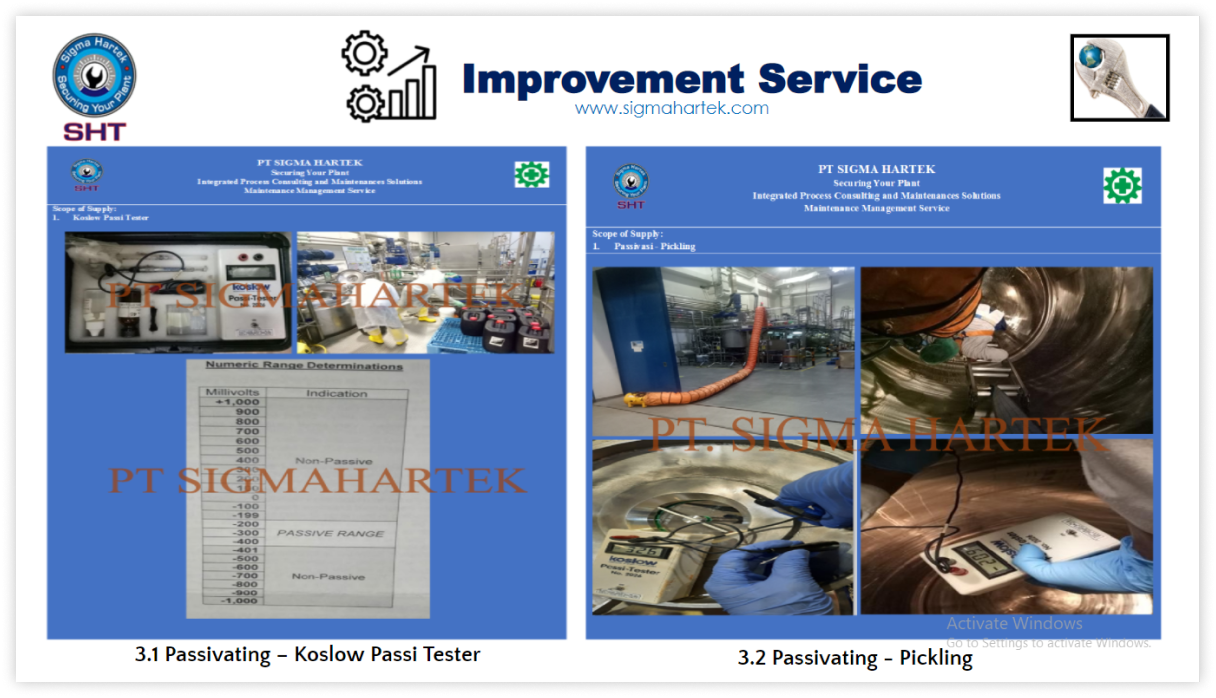 Sigma Hartek
Securing Your Plant
SHT
Improvement Service
www.sigmahartek.com
SHT
PT SIGMA HARTEK
Securing Your Plant
Integrated Process Consulting and Maintenances Solutions
Maintenance Management Service
Scope of Supply:
1. Koslow Passi Tester
koslow
Passi-Tester
PT SIGMAHARTEK
Numeric Range Determinations
Millivolts Indication
+1,000
900
800
700
600
500
400 Non-Passive
0
-100
-199
-200
-300 PASSIVE RANGE
-400
-401
-500
-600
-700 Non-Passive
-800
-900
-1,000
PT SIGMAHARTEK
3.1 Passivating – Koslow Passi Tester
SHT
PT SIGMA HARTEK
Securing Your Plant
Integrated Process Consulting and Maintenances Solutions
Maintenance Management Service
Scope of Supply:
1. Passivasi - Pickling
PT. SIGMA HARTEK
koslow
Passi-Tester
koslow
3.2 Passivating - Pickling
Activate Windows
Go to Settings to activate Windows.